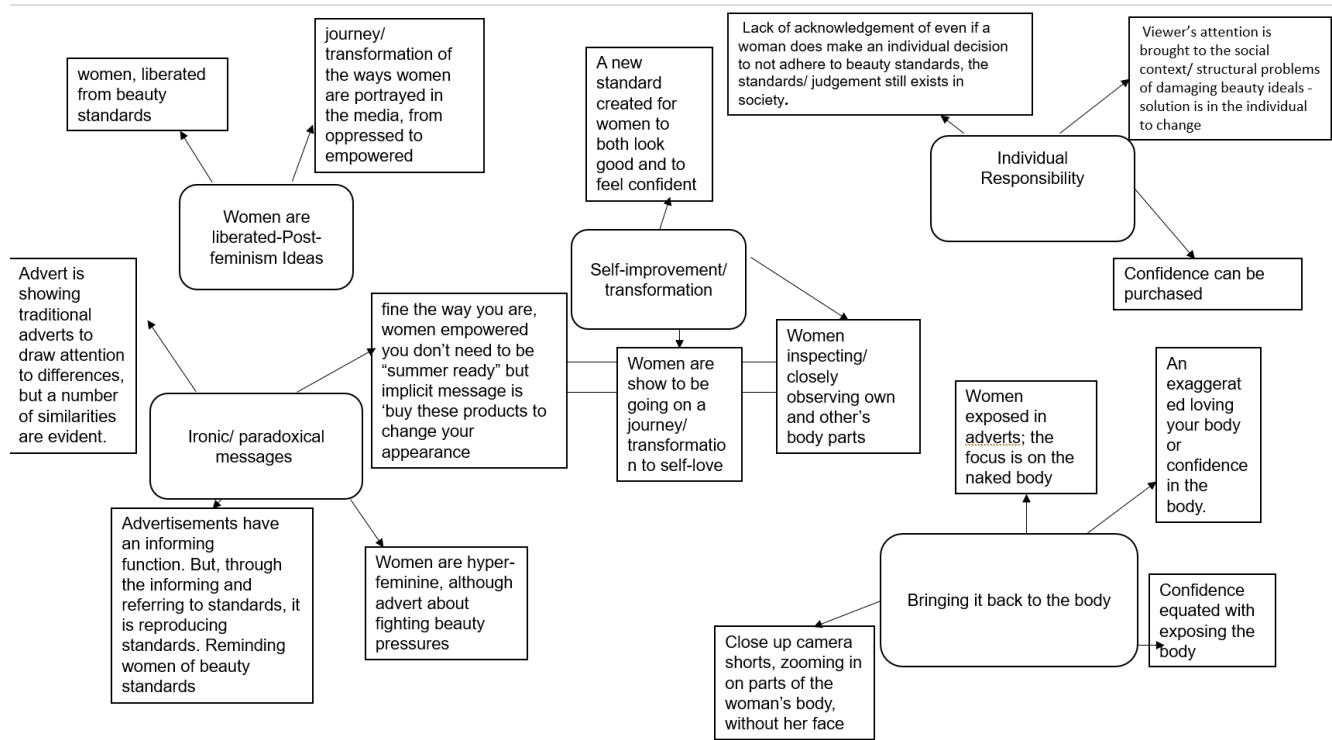 women, liberated
from beauty
standards
journey/
transformation
of the ways women
are portrayed in
the media, from
oppressed to
empowered
Women are
liberated-Post-
feminism Ideas
A new
standard
created for
women to
both look
good and to
feel confident
Self-improvement/
transformation
Women are
show to be
going on a
journey/
transformatio
n to self-love
Women
inspecting/
closely
observing own
and other's
body parts
Lack of acknowledgement of even if a
woman does make an individual decision
to not adhere to beauty standards, the
standards/ judgement still exists in
society.
Viewer's attention is
brought to the social
context/ structural problems
of damaging beauty ideals -
solution is in the individual
to change
Individual
Responsibility
Confidence can be
purchased
Advert is
showing
traditional
adverts to
draw attention
to differences,
but a number
of similarities
are evident.
fine the way you are,
women empowered
you don't need to be
"summer ready" but
implicit message is
'buy these products to
change your
appearance
Ironic/ paradoxical
messages
Advertisements have
an informing
function. But, through
the informing and
referring to standards, it
is reproducing
standards. Reminding
women of beauty
standards
Women are hyper-
feminine, although
advert about
fighting beauty
pressures
Women
exposed in
adverts; the
focus is on the
naked body
An
exaggerat
ed loving
your body
or
confidence
in the
body.
Bringing it back to the body
Close up camera
shorts, zooming in
on parts of the
woman's body,
without her face
Confidence
equated with
exposing the
body